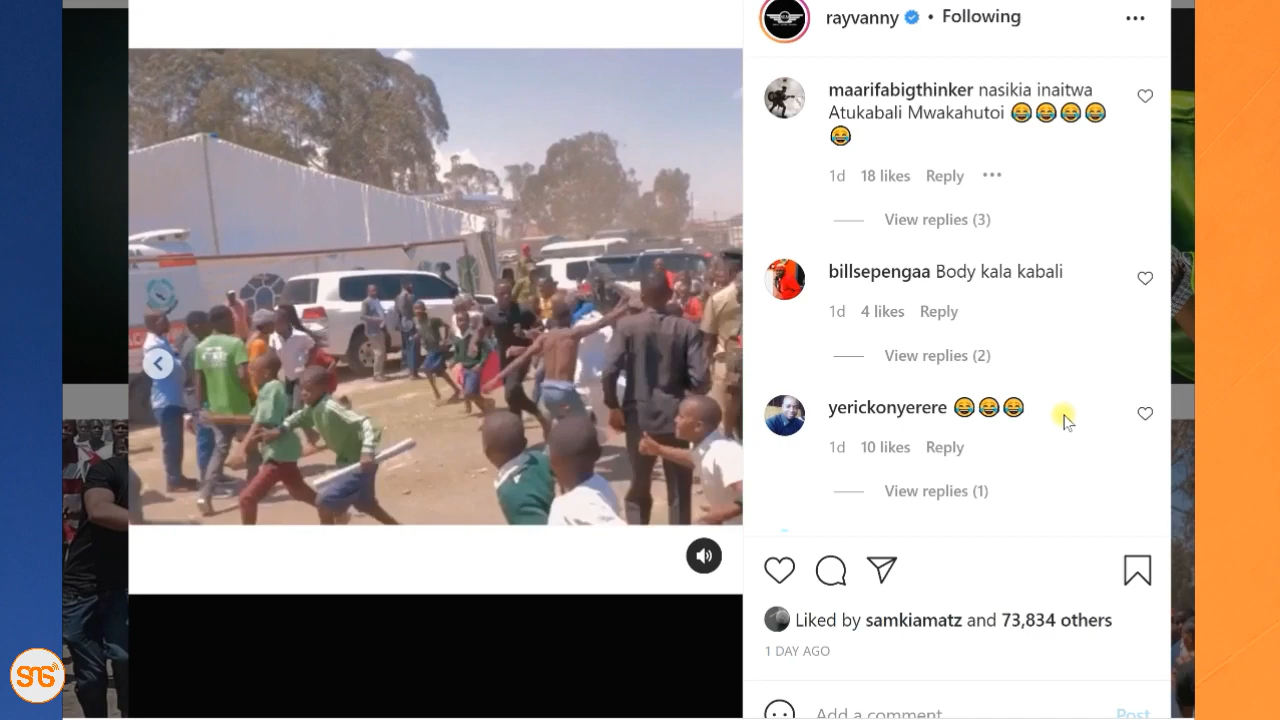 rayvanny • Following
maarifabigthinker nasikia inaitwa
Atukabali Mwakahutoi 😂😂😂😂
😂
1d 18 likes Reply
View replies (3)
billsepengaa Body kala kabali
1d 4 likes Reply
View replies (2)
yerickonyerere 😂😂😂
1d 10 likes Reply
View replies (1)
Liked by samkiamatz and 73,834 others
1 DAY AGO
Add a comment... Post
SNS